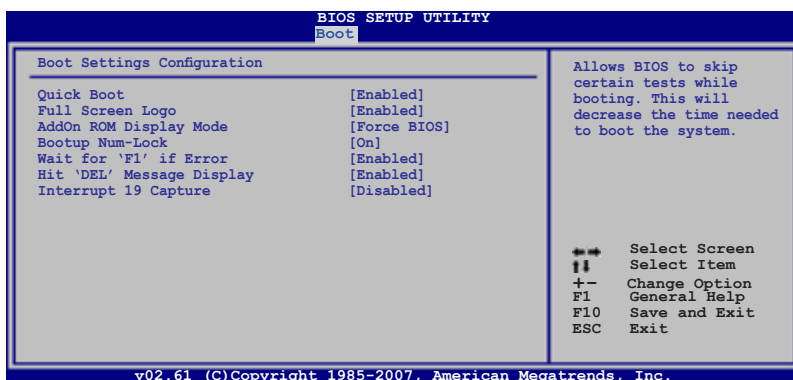 BIOS SETUP UTILITY
Boot
Boot Settings Configuration
Quick Boot [Enabled]
Full Screen Logo [Enabled]
AddOn ROM Display Mode [Force BIOS]
Bootup Num-Lock [On]
Wait for ‘F1’ if Error [Enabled]
Hit ‘DEL’ Message Display [Enabled]
Interrupt 19 Capture [Disabled]
Allows BIOS to skip
certain tests while
booting. This will
decrease the time needed
to boot the system.
←→ Select Screen
↑↓ Select Item
+- Change Option
F1 General Help
F10 Save and Exit
ESC Exit
v02.61 (C)Copyright 1985-2007, American Megatrends, Inc.